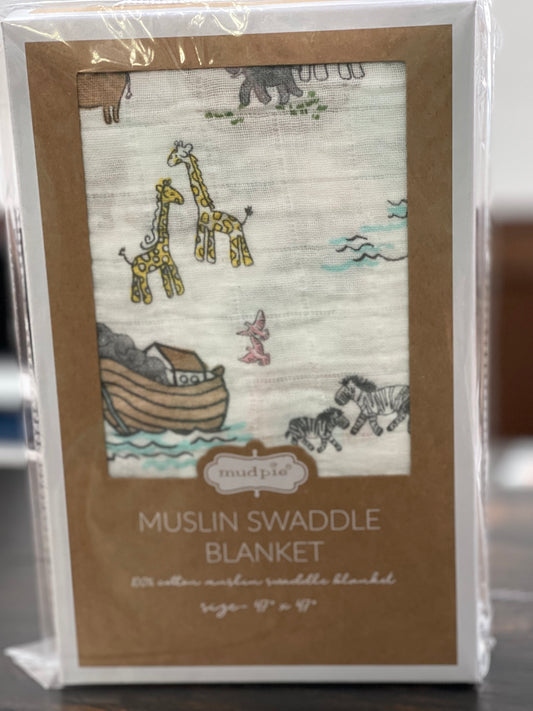 mudpie®
MUSLIN SWADDLE
BLANKET
100% cotton muslin swaddle blanket
size- 47" x 47"